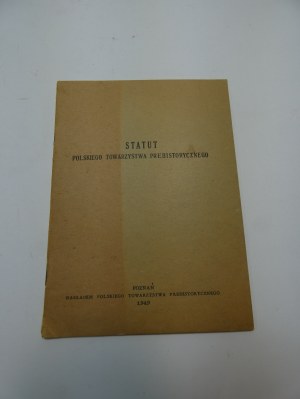 STATUT
POLSKIEGO TOWARZYSTWA PREHISTORYCZNEGO
POZNAŃ
NAKŁADEM POLSKIEGO TOWARZYSTWA PREHISTORYCZNEGO